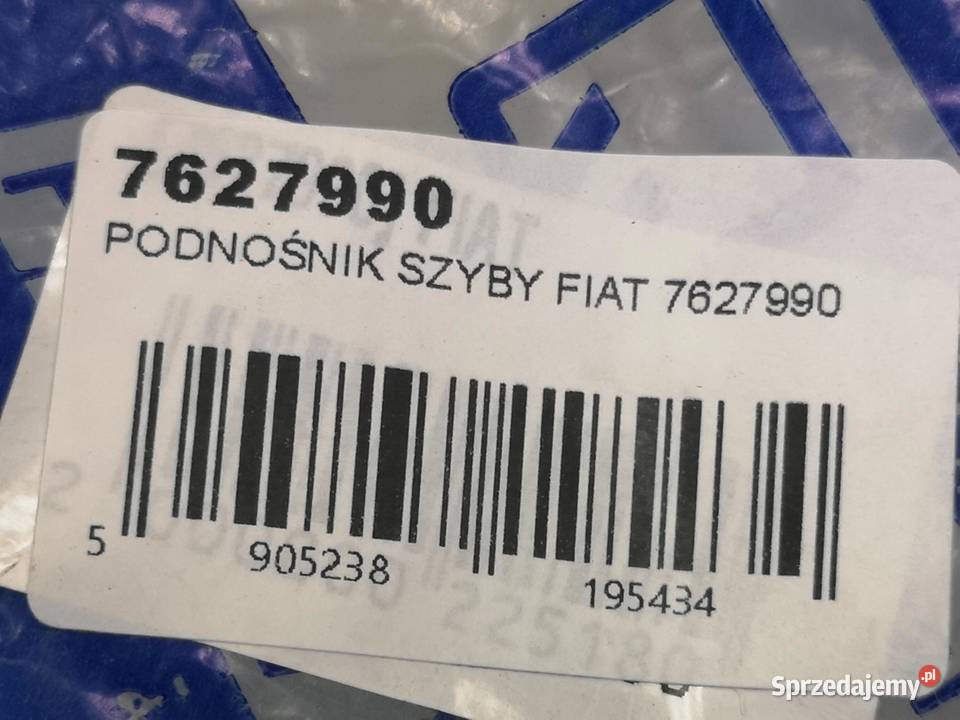 7627990
PODNOŚNIK SZYBY FIAT 7627990
5 905238 195434
Sprzedajemy.pl